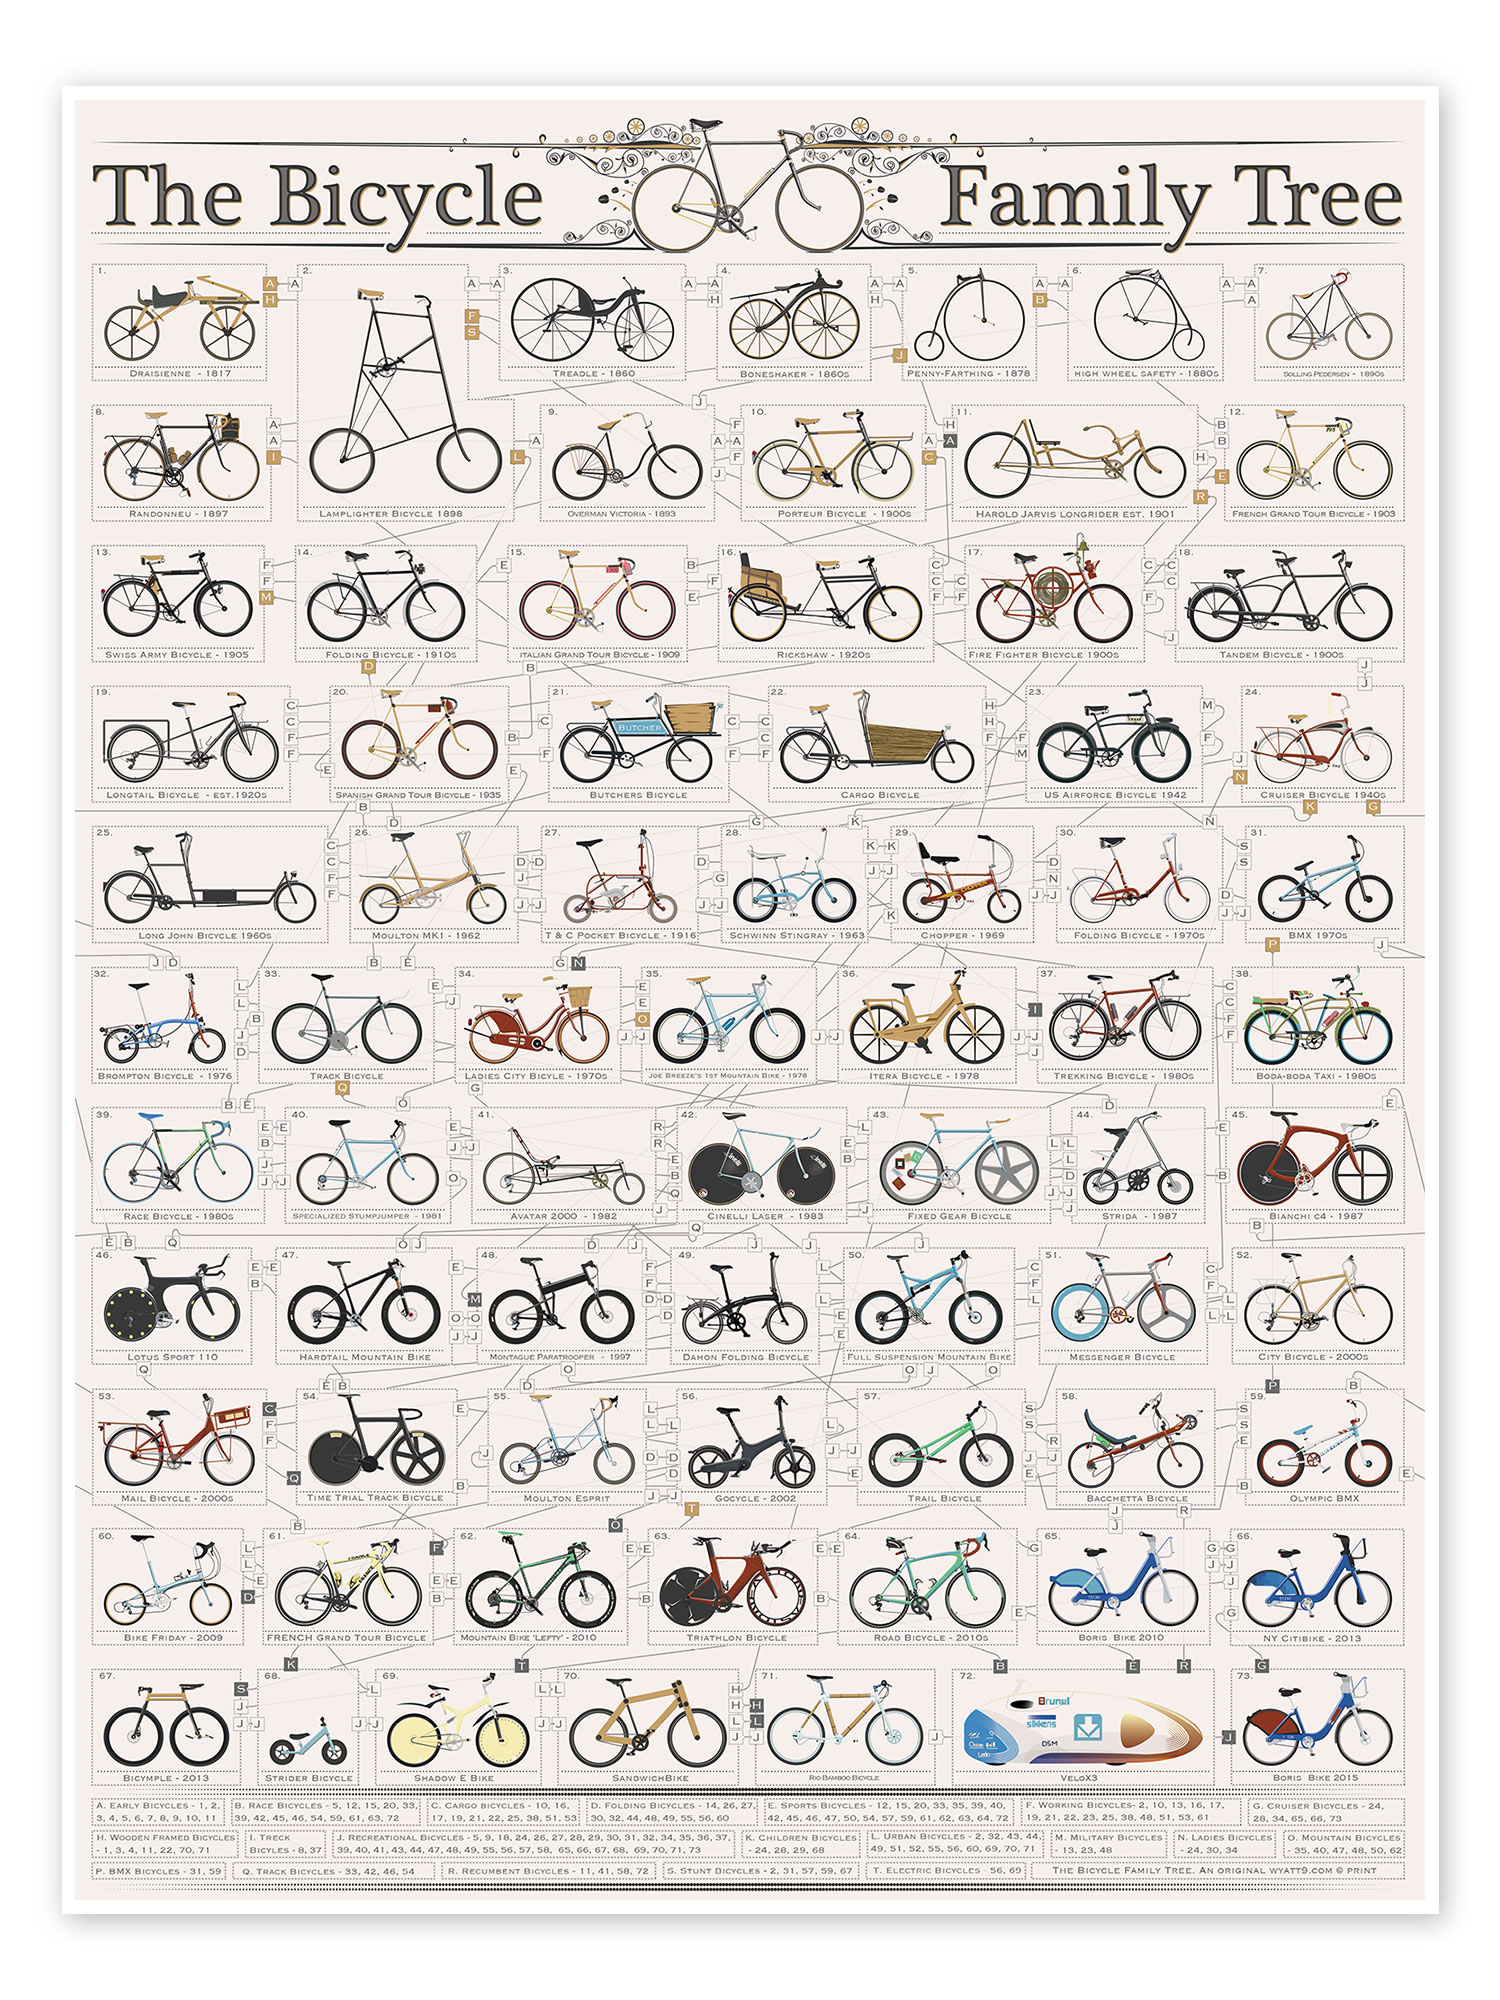 The Bicycle Family Tree
1. 2. 3. 4. 5. 6. 7.
DRAISIENNE - 1817
TREADLE - 1860
BONESHAKER - 1860s
PENNY-FARTHING - 1878
HIGH WHEEL SAFETY - 1880s
SOLLING PEDERSEN - 1890s
8. 9. 10. 11. 12.
RANDONNEU - 1897
LAMPLIGHTER BICYCLE 1898
OVERMAN VICTORIA - 1893
PORTEUR BICYCLE - 1900s
HAROLD JARVIS LONGRIDER EST. 1901
FRENCH GRAND TOUR BICYCLE - 1903
13. 14. 15. 16. 17. 18.
SWISS ARMY BICYCLE - 1905
FOLDING BICYCLE - 1910s
ITALIAN GRAND TOUR BICYCLE - 1909
RICKSHAW - 1920s
FIRE FIGHTER BICYCLE 1900s
TANDEM BICYCLE - 1900s
19. 20. 21. 22. 23. 24.
BUTCHER
LONGTAIL BICYCLE - EST.1920s
SPANISH GRAND TOUR BICYCLE - 1935
BUTCHERS BICYCLE
CARGO BICYCLE
US AIRFORCE BICYCLE 1942
CRUISER BICYCLE 1940s
25. 26. 27. 28. 29. 30. 31.
LONG JOHN BICYCLE 1960s
MOULTON MK1 - 1962
T & C POCKET BICYCLE - 1916
SCHWINN STINGRAY - 1963
CHOPPER - 1969
FOLDING BICYCLE - 1970s
BMX 1970s
32. 33. 34. 35. 36. 37. 38.
BROMPTON BICYCLE - 1976
TRACK BICYCLE
LADIES CITY BICYLE - 1970s
JOE BREEZE'S 1ST MOUNTAIN BIKE - 1978
ITERA BICYCLE - 1978
TREKKING BICYCLE - 1980s
BODA-BODA TAXI - 1980s
39. 40. 41. 42. 43. 44. 45.
RACE BICYCLE - 1980s
SPECIALIZED STUMPJUMPER - 1981
AVATAR 2000 - 1982
CINELLI LASER - 1983
FIXED GEAR BICYCLE
STRIDA - 1987
BIANCHI C4 - 1987
46. 47. 48. 49. 50. 51. 52.
LOTUS SPORT 110
HARDTAIL MOUNTAIN BIKE
MONTAGUE PARATROOPER - 1997
DAHON FOLDING BICYCLE
FULL SUSPENSION MOUNTAIN BIKE
MESSENGER BICYCLE
CITY BICYCLE - 2000s
53. 54. 55. 56. 57. 58. 59.
MAIL BICYCLE - 2000s
TIME TRIAL TRACK BICYCLE
MOULTON ESPRIT
GOCYCLE - 2002
TRAIL BICYCLE
BACCHETTA BICYCLE
OLYMPIC BMX
60. 61. 62. 63. 64. 65. 66.
BIKE FRIDAY - 2009
FRENCH GRAND TOUR BICYCLE
MOUNTAIN BIKE 'LEFTY' - 2010
TRIATHLON BICYCLE
ROAD BICYCLE - 2010s
BORIS BIKE 2010
NY CITIBIKE - 2013
67. 68. 69. 70. 71. 72. 73.
Brunel
sikkens
DSM
BICYMPLE - 2013
STRIDER BICYCLE
SHADOW E BIKE
SANDWICHBIKE
RIO BAMBOO BICYCLE
VELOX3
BORIS BIKE 2015
A. EARLY BICYCLES - 1, 2, 3, 4, 5, 6, 7, 8, 9, 10, 11
B. RACE BICYCLES - 5, 12, 15, 20, 33, 39, 42, 45, 46, 54, 59, 61, 63, 72
C. CARGO BICYCLES - 10, 16, 17, 19, 21, 22, 25, 38, 51, 53
D. FOLDING BICYCLES - 14, 26, 27, 30, 32, 44, 48, 49, 55, 56, 60
E. SPORTS BICYCLES - 12, 15, 20, 33, 35, 39, 40, 42, 45, 46, 47, 50, 54, 57, 59, 61, 62, 63, 64, 72
F. WORKING BICYCLES- 2, 10, 13, 16, 17, 19, 21, 22, 23, 25, 38, 48, 51, 53, 61
G. CRUISER BICYCLES - 24, 28, 34, 65, 66, 73
H. WOODEN FRAMED BICYCLES - 1, 3, 4, 11, 22, 70, 71
I. TRECK BICYLES - 8, 37
J. RECREATIONAL BICYCLES - 5, 9, 18, 24, 26, 27, 28, 29, 30, 31, 32, 34, 35, 36, 37, 39, 40, 41, 43, 44, 47, 48, 49, 55, 56, 57, 58, 65, 66, 67, 68, 69, 70, 71, 73
K. CHILDREN BICYCLES - 24, 28, 29, 68
L. URBAN BICYCLES - 2, 32, 43, 44, 49, 51, 52, 55, 56, 60, 69, 70, 71
M. MILITARY BICYCLES - 13, 23, 48
N. LADIES BICYCLES - 24, 30, 34
O. MOUNTAIN BICYCLES - 35, 40, 47, 48, 50, 62
P. BMX BICYCLES - 31, 59
Q. TRACK BICYCLES - 33, 42, 46, 54
R. RECUMBENT BICYCLES - 11, 41, 58, 72
S. STUNT BICYCLES - 2, 31, 57, 59, 67
T. ELECTRIC BICYCLES - 56, 69
THE BICYCLE FAMILY TREE. AN ORIGINAL WYATT9.COM © PRINT